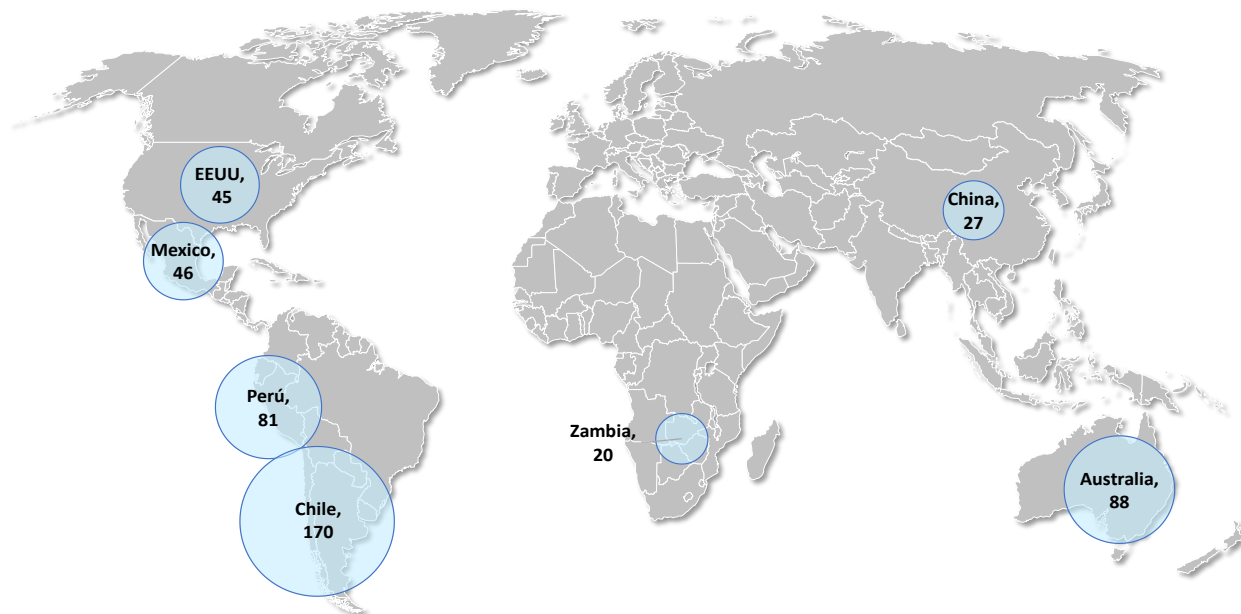 EEUU,
45
Mexico,
46
China,
27
Perú,
81
Zambia,
20
Australia,
88
Chile,
170